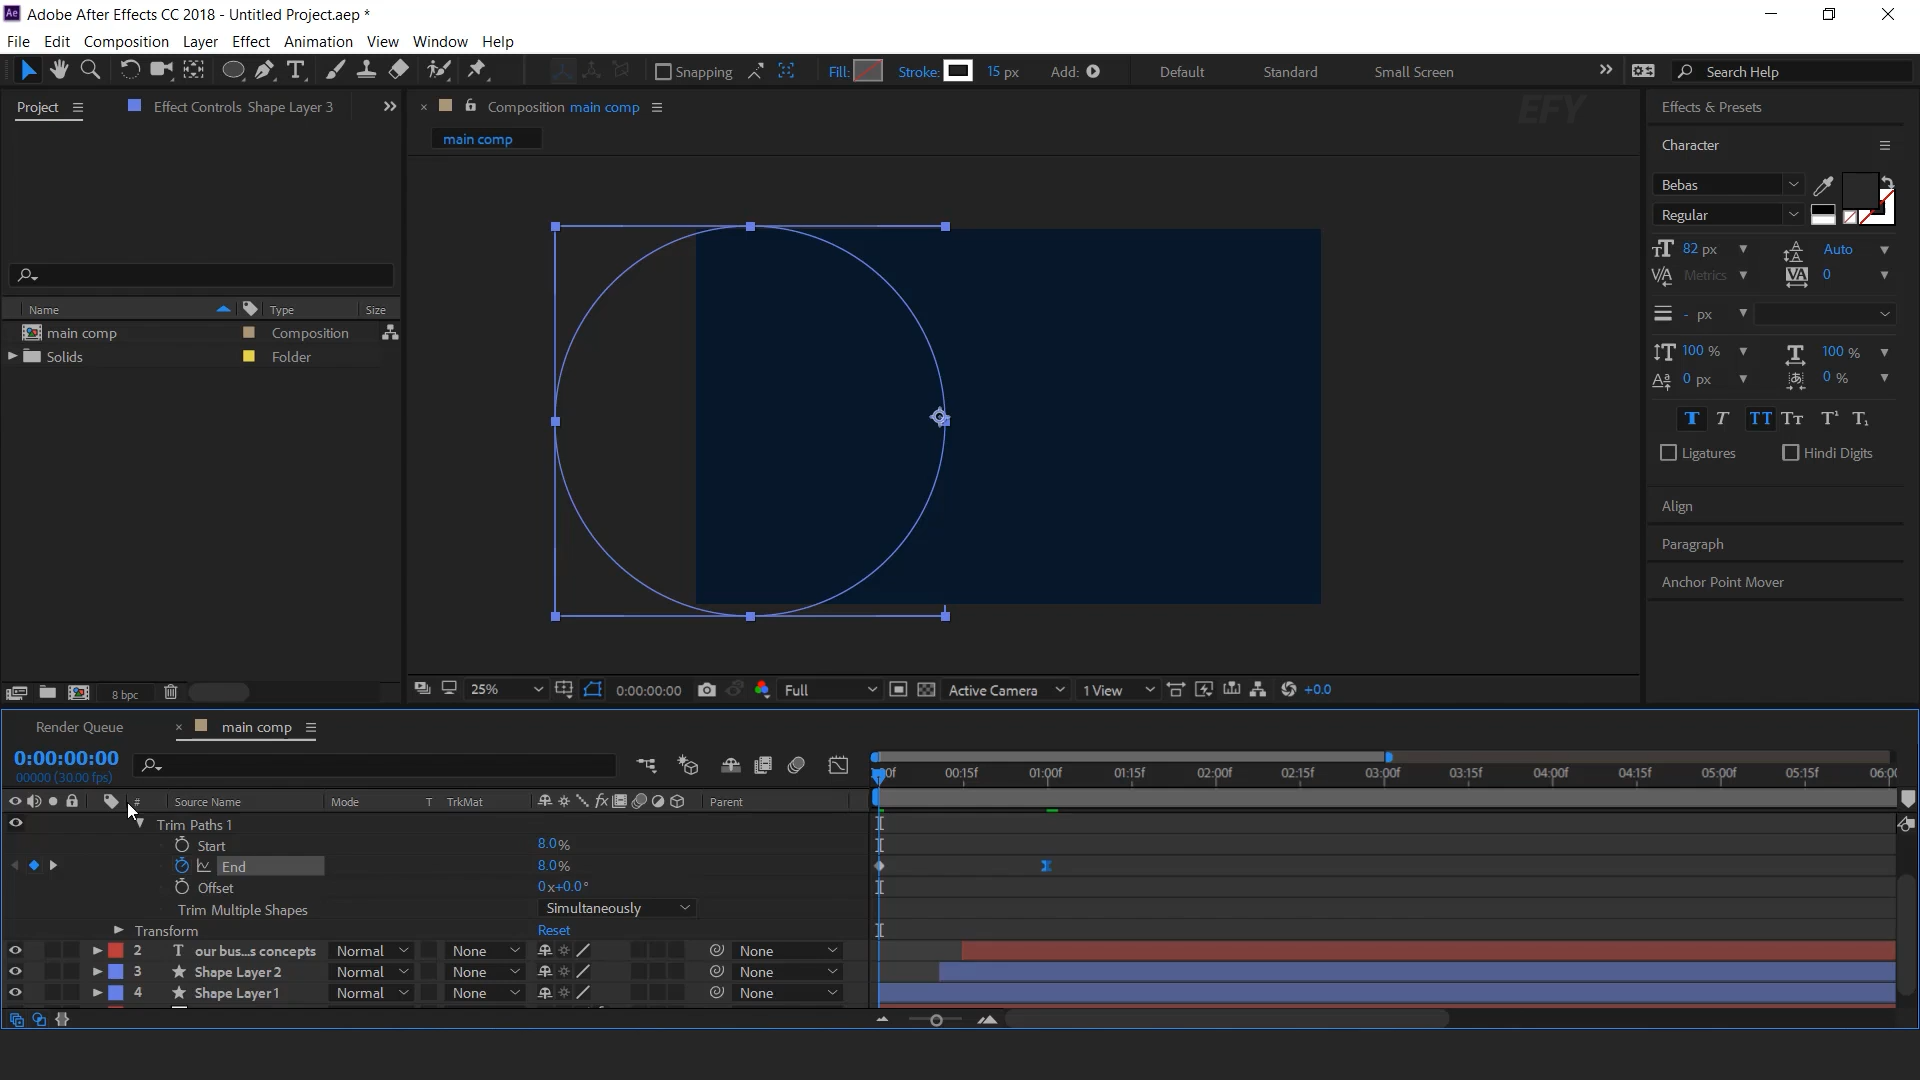 Adobe After Effects CC 2018 - Untitled Project.aep *
File Edit Composition Layer Effect Animation View Window Help
Snapping Fill: Stroke: 15 px Add: Default Standard Small Screen Search Help
Project Effect Controls Shape Layer 3 Composition main comp EFY Effects & Presets
main comp
Character
Bebas
Regular
82 px Auto
Metrics 0
- px
100 % 100 %
0 px 0 %
Ligatures Hindi Digits
Align
Paragraph
Anchor Point Mover
Name Type Size
main comp Composition
Solids Folder
8 bpc 25% 0:00:00:00 Full Active Camera 1 View +0.0
Render Queue main comp
0:00:00:00
00000 (30.00 fps)
00:15f 01:00f 01:15f 02:00f 02:15f 03:00f 03:15f 04:00f 04:15f 05:00f 05:15f
# Source Name Mode T TrkMat fx Parent
Trim Paths 1
Start 8.0%
End 8.0%
Offset 0x+0.0°
Trim Multiple Shapes Simultaneously
Transform Reset
2 T our bus...s concepts Normal None None
3 Shape Layer 2 Normal None None
4 Shape Layer 1 Normal None None